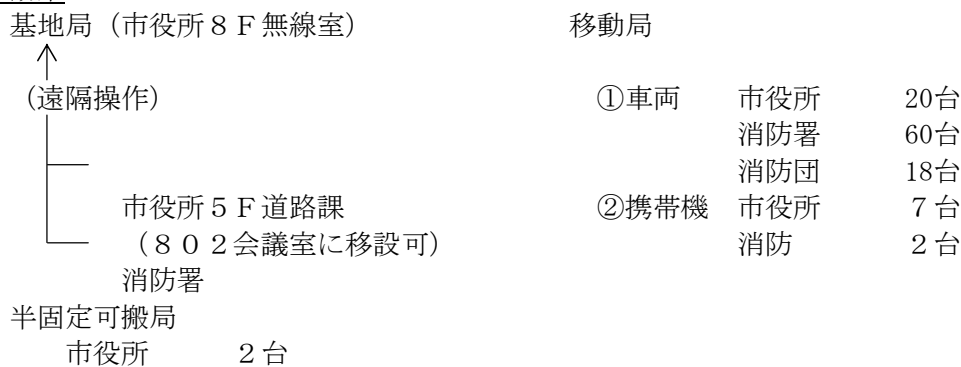 基地局(市役所8F無線室) 移動局
(遠隔操作) ①車両 市役所 20台
消防署 60台
消防団 18台
市役所5F道路課 ②携帯機 市役所 7台
(802会議室に移設可) 消防 2台
消防署
半固定可搬局
市役所 2台